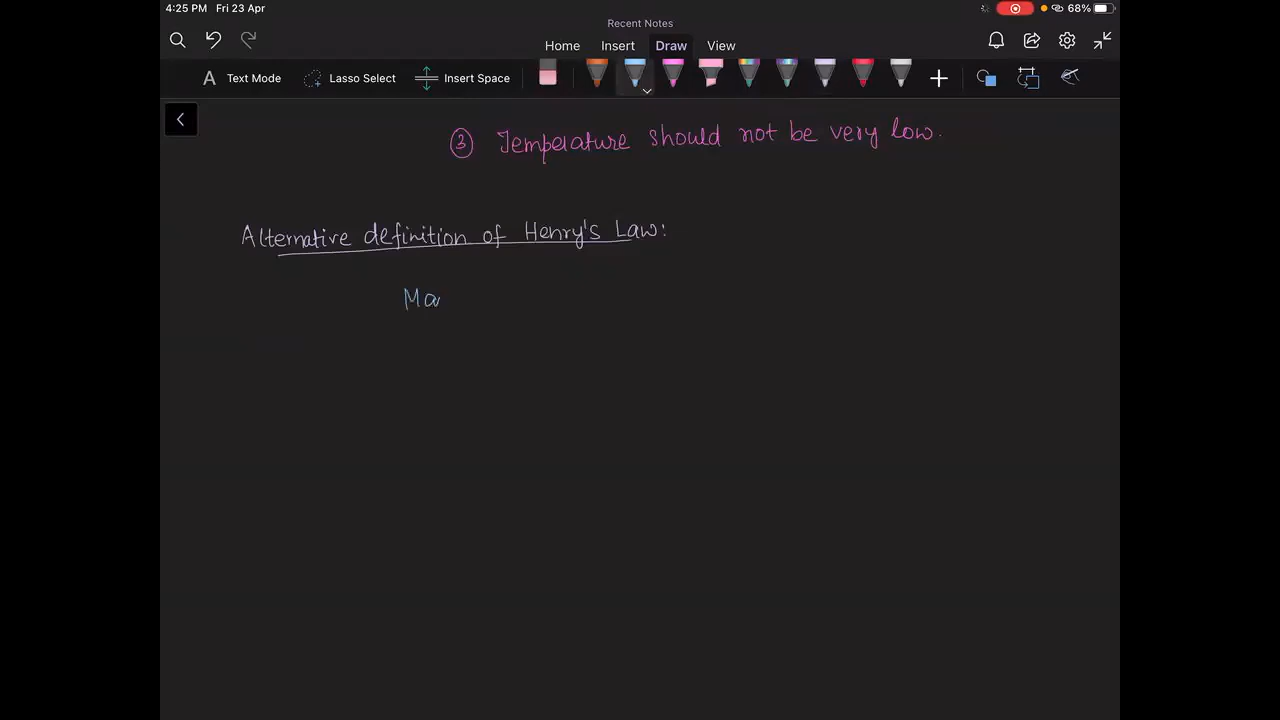 4:25 PM Fri 23 Apr
68%
Recent Notes
Home Insert Draw View
A Text Mode Lasso Select Insert Space
③ Temperature should not be very low.
Alternative definition of Henry's Law:
Ma